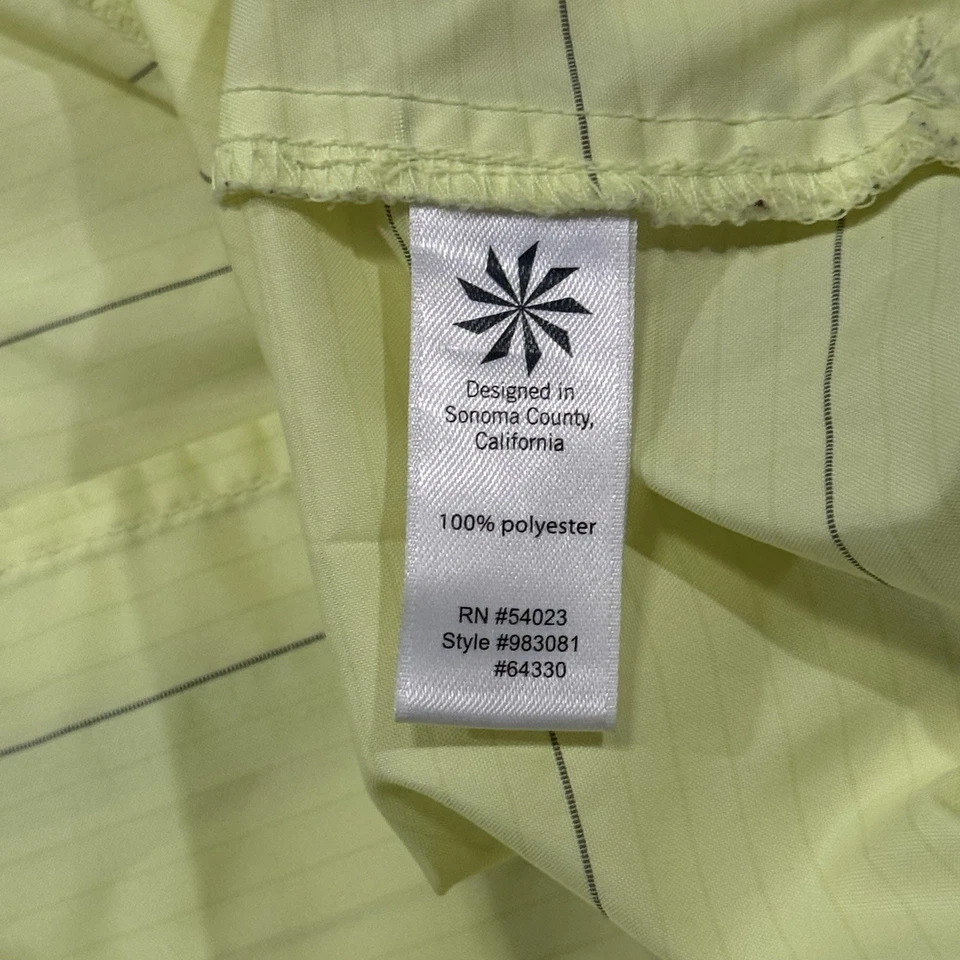 Designed in
Sonoma County,
California
100% polyester
RN #54023
Style #983081
#64330